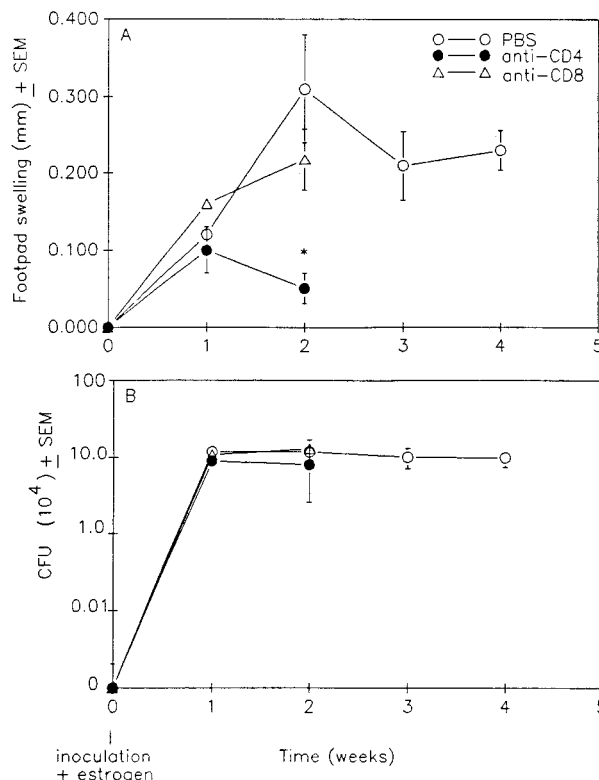 0.400
A
PBS
anti-CD4
anti-CD8
0.300
0.200
0.100
0.000
*
Footpad swelling (mm) ± SEM
0 1 2 3 4 5
100
B
10.0
1.0
0.01
0
CFU (10⁴) ± SEM
0 1 2 3 4 5
inoculation
+ estrogen
Time (weeks)